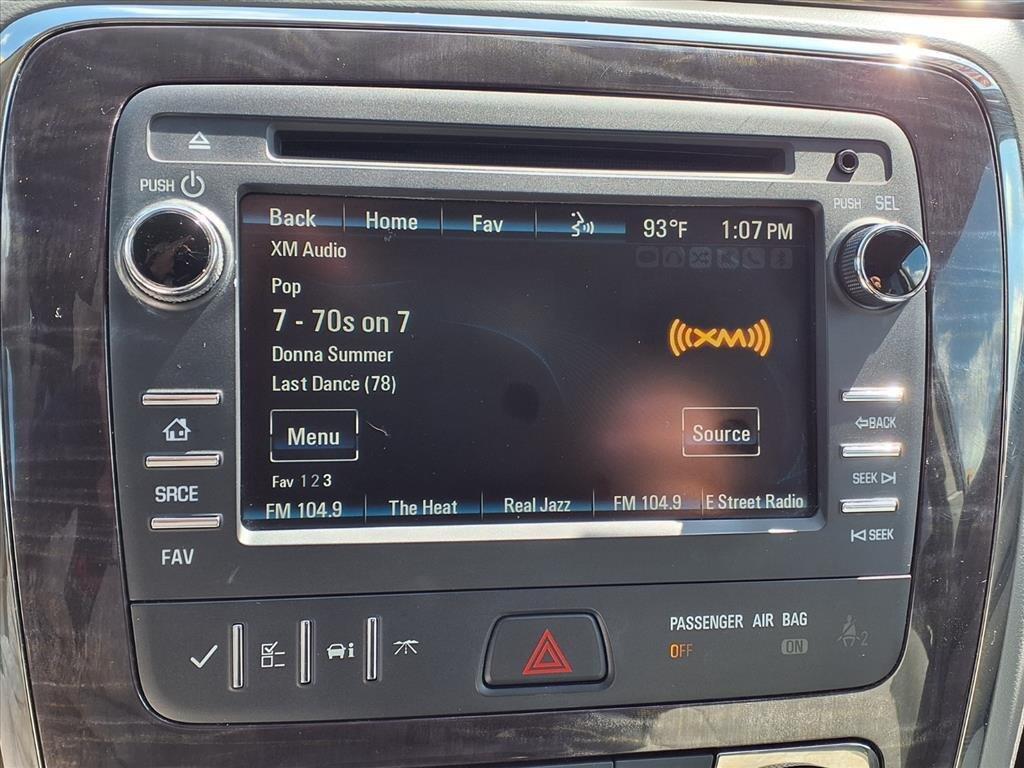 PUSH
PUSH SEL
Back Home Fav 93°F 1:07 PM
XM Audio
Pop
7 - 70s on 7
Donna Summer
Last Dance (78)
((XM))
Menu Source
Fav 1 2 3
FM 104.9 The Heat Real Jazz FM 104.9 E Street Radio
SRCE
FAV
BACK
SEEK
SEEK
PASSENGER AIR BAG
OFF ON
2